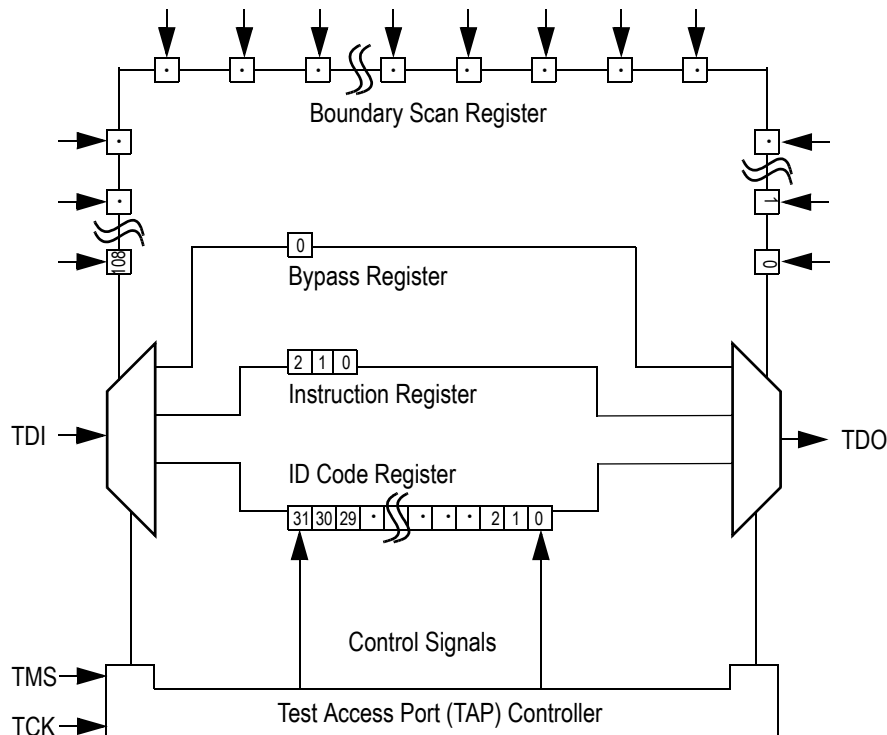 Boundary Scan Register
108
1
0
0
Bypass Register
2 1 0
Instruction Register
TDI
TDO
ID Code Register
31 30 29 · · · · 2 1 0
Control Signals
TMS
Test Access Port (TAP) Controller
TCK